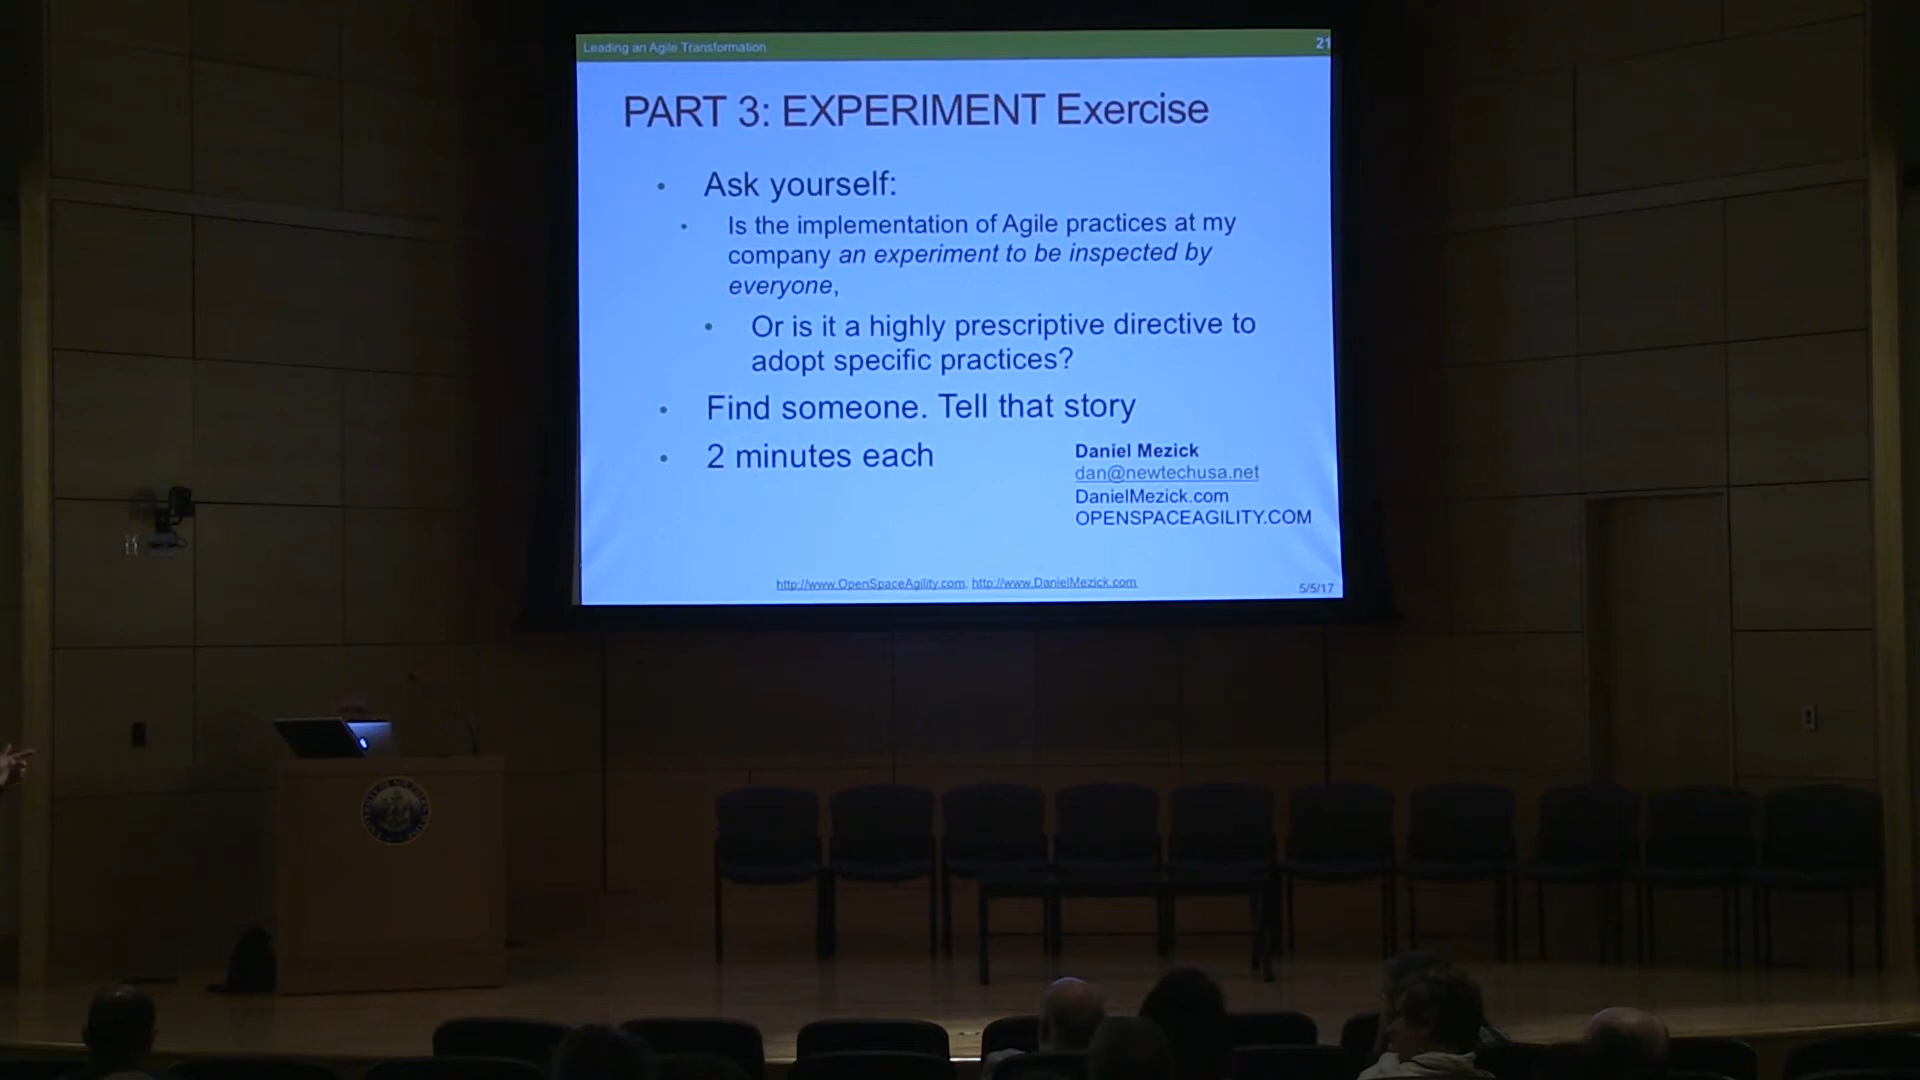 Leading an Agile Transformation
21
PART 3: EXPERIMENT Exercise
• Ask yourself:
• Is the implementation of Agile practices at my
company an experiment to be inspected by
everyone,
• Or is it a highly prescriptive directive to
adopt specific practices?
• Find someone. Tell that story
• 2 minutes each
Daniel Mezick
dan@newtechusa.net
DanielMezick.com
OPENSPACEAGILITY.COM
http://www.OpenSpaceAgility.com, http://www.DanielMezick.com
5/5/17